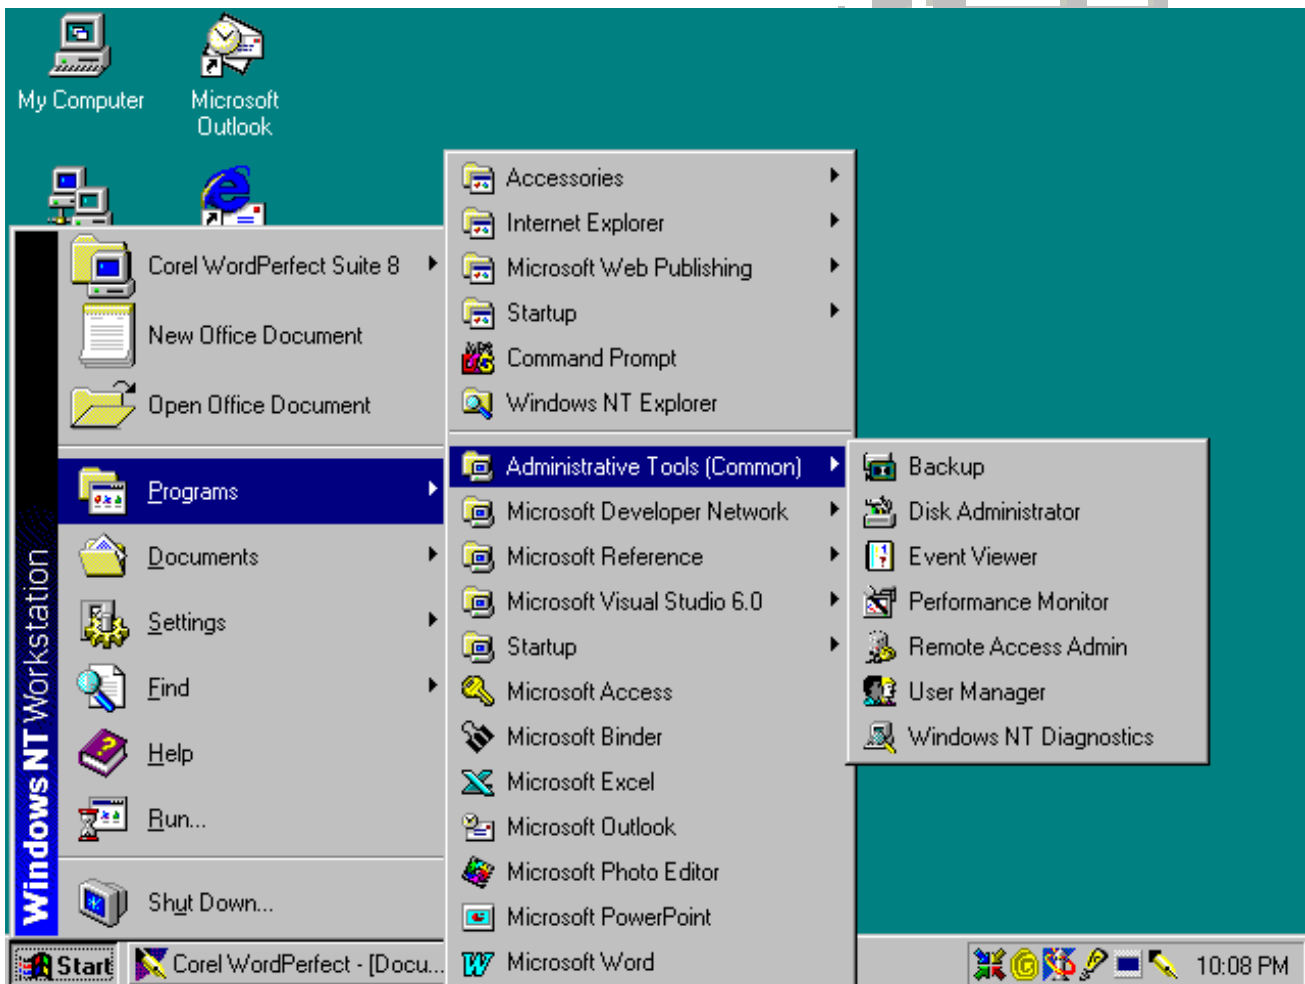 My Computer
Microsoft
Outlook
Corel WordPerfect Suite 8
New Office Document
Open Office Document
Programs
Documents
Settings
Find
Help
Run...
Shut Down...
Windows NT Workstation
Accessories
Internet Explorer
Microsoft Web Publishing
Startup
Command Prompt
Windows NT Explorer
Administrative Tools (Common)
Microsoft Developer Network
Microsoft Reference
Microsoft Visual Studio 6.0
Startup
Microsoft Access
Microsoft Binder
Microsoft Excel
Microsoft Outlook
Microsoft Photo Editor
Microsoft PowerPoint
Microsoft Word
Backup
Disk Administrator
Event Viewer
Performance Monitor
Remote Access Admin
User Manager
Windows NT Diagnostics
Start
Corel WordPerfect - [Docu...
10:08 PM